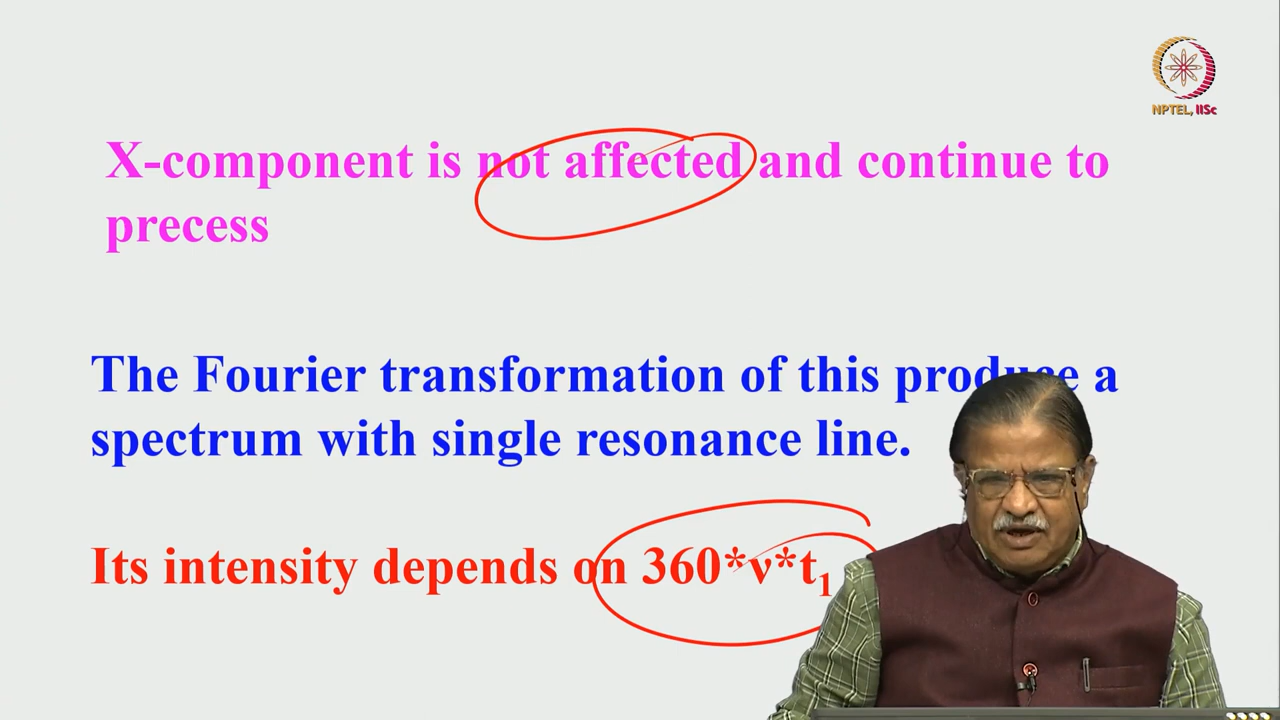 NPTEL, IISc
X-component is not affected and continue to
precess
The Fourier transformation of this produce a
spectrum with single resonance line.
Its intensity depends on 360*ν*t₁